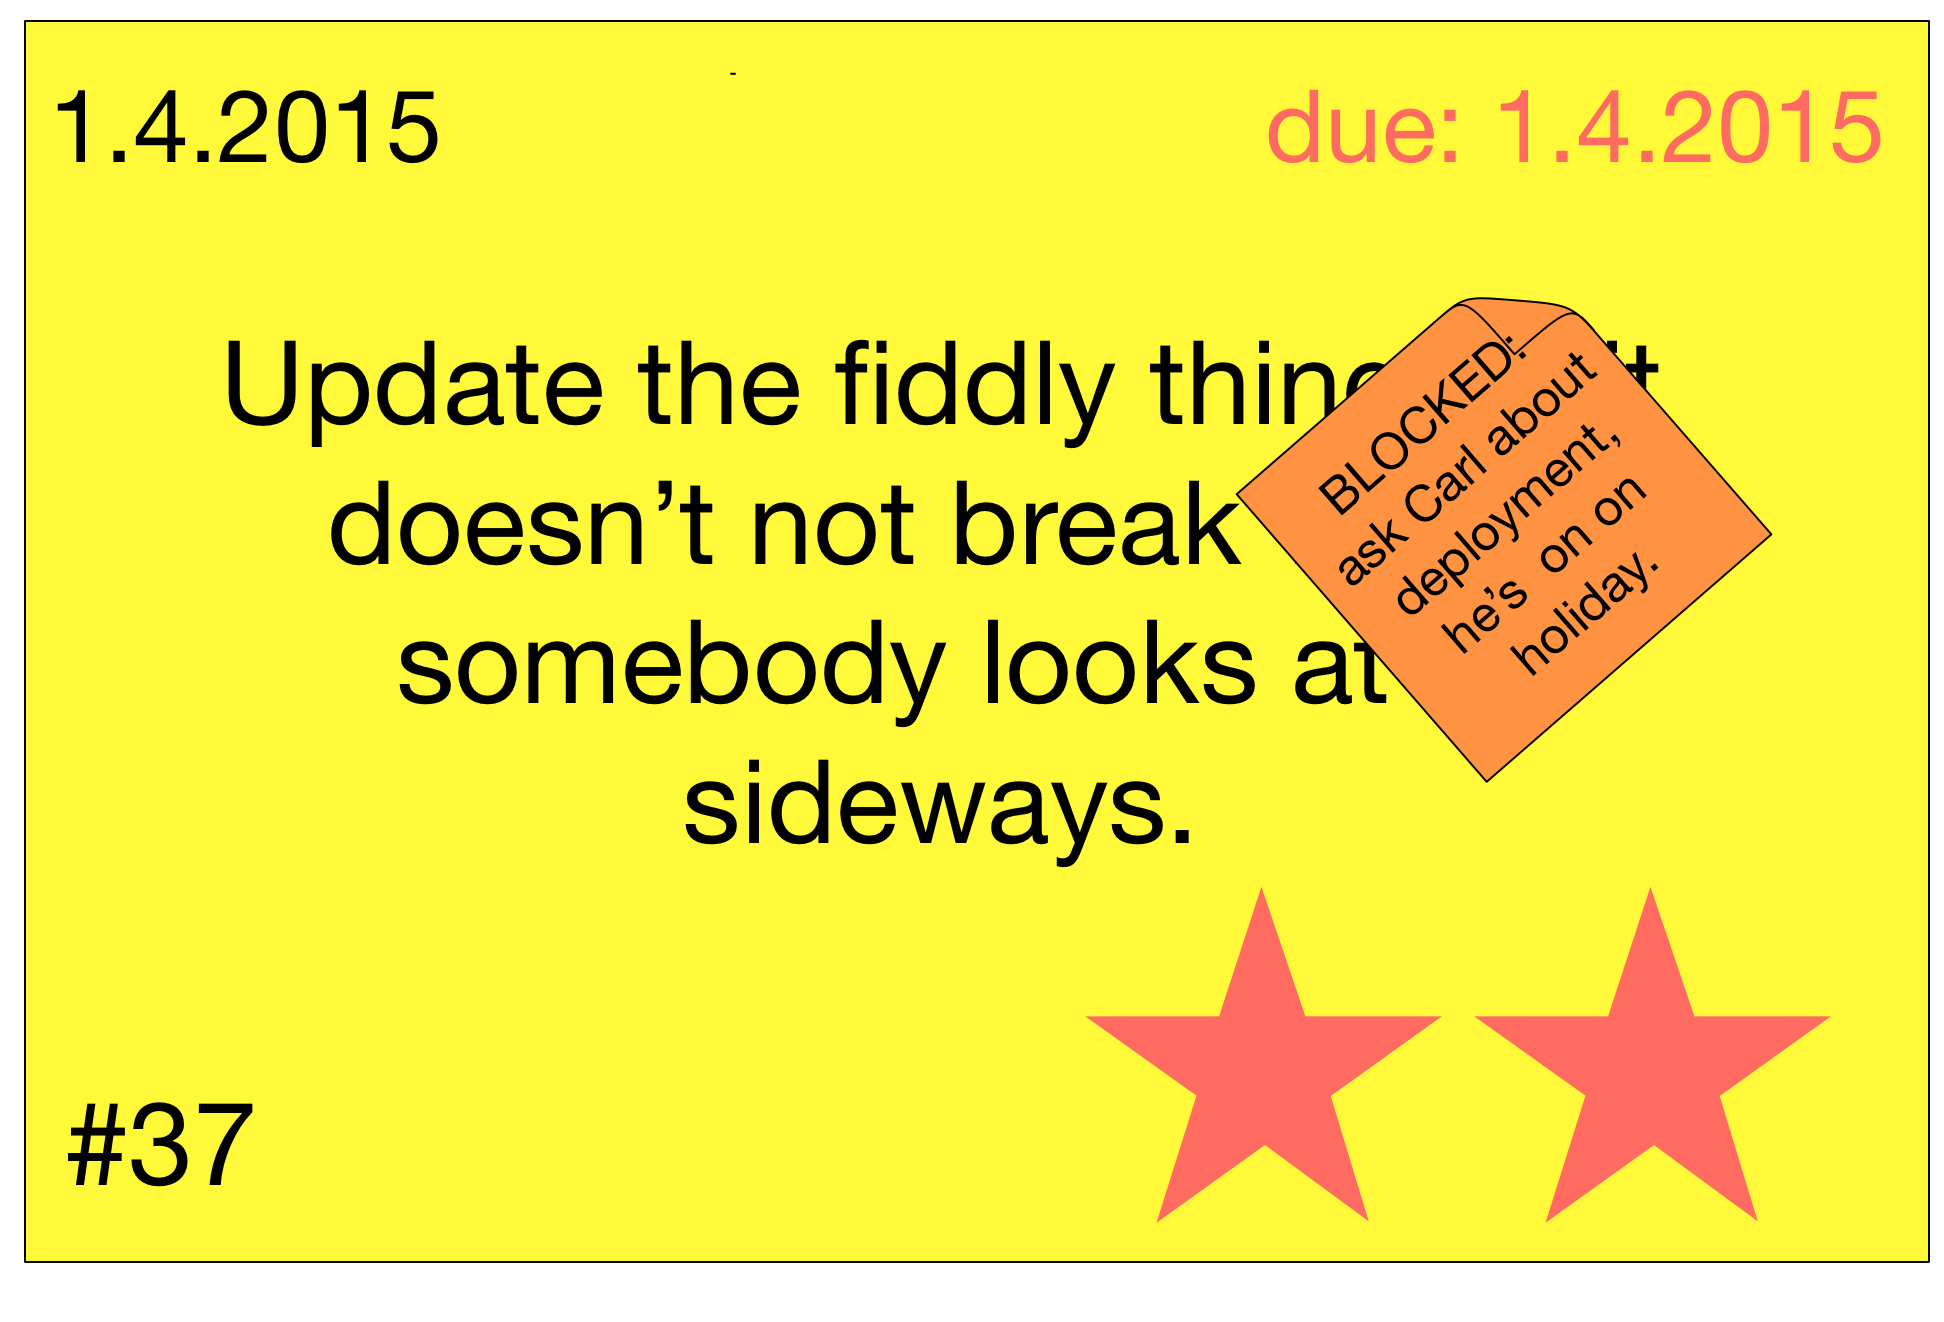 1.4.2015
due: 1.4.2015
Update the fiddly thing it
doesn’t not break
somebody looks at
sideways.
BLOCKED:
ask Carl about
deployment,
he’s on on
holiday.
#37